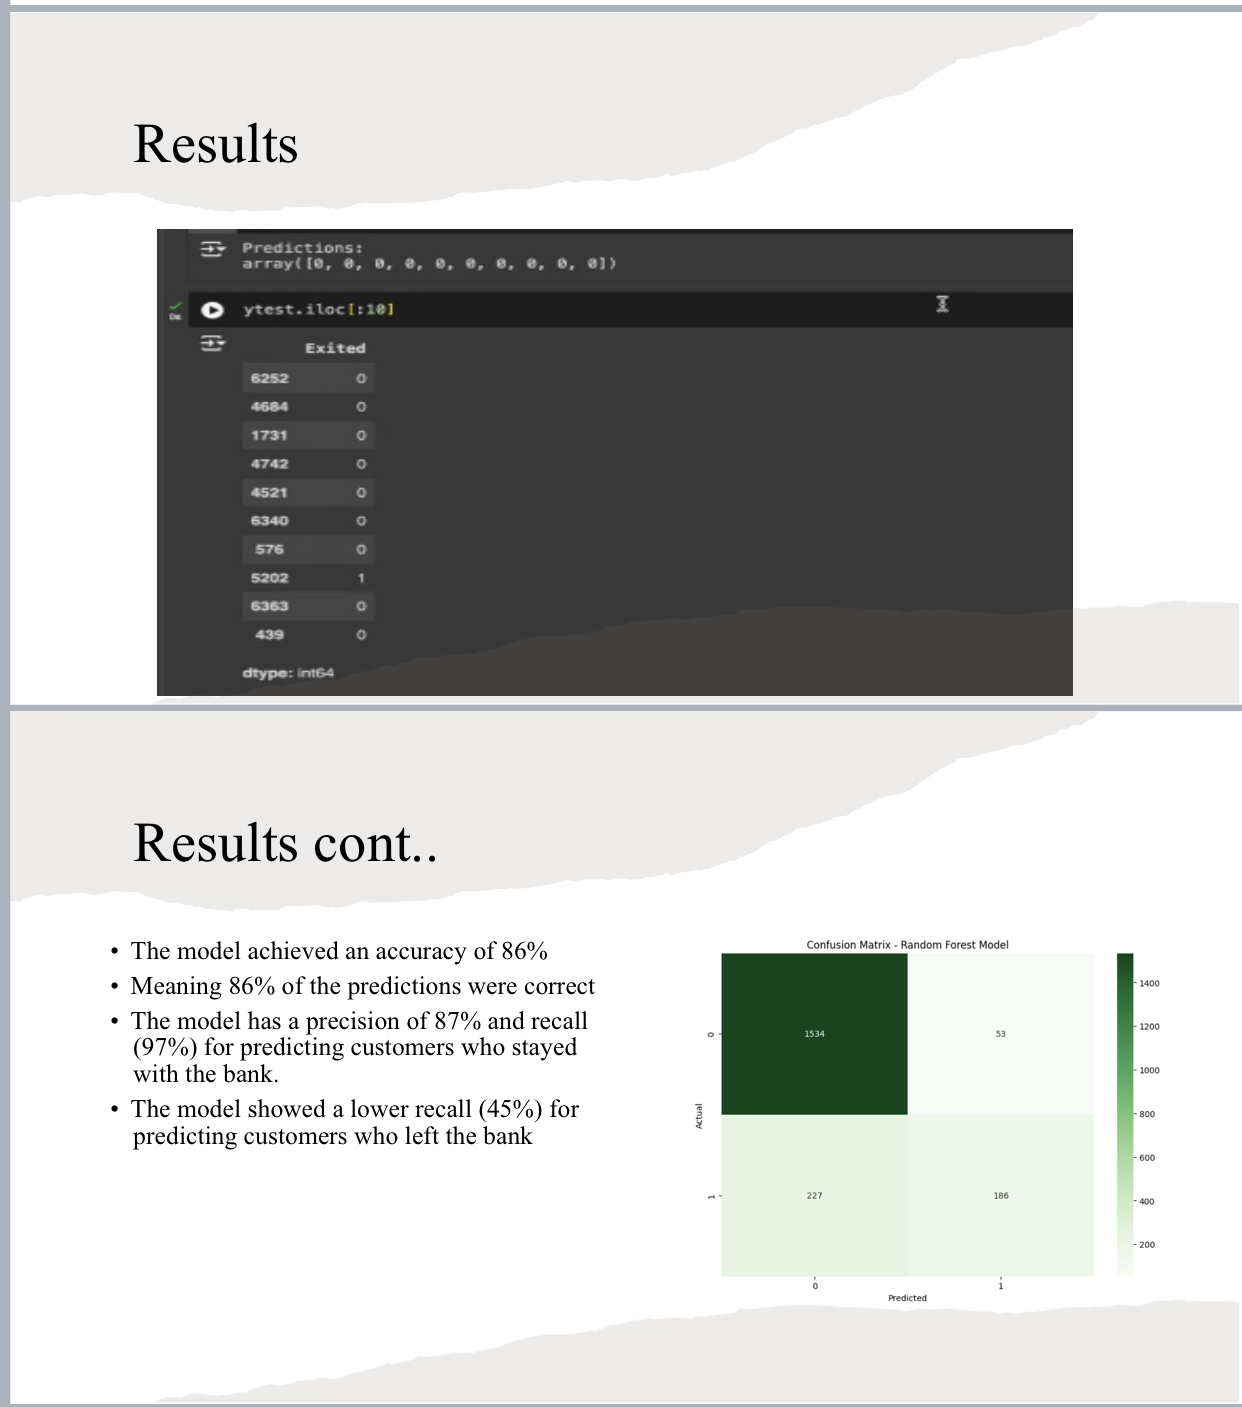 Results
Predictions:
array([0, 0, 0, 0, 0, 0, 0, 0, 0, 0])
ytest.iloc[:10]
0s
Exited
6252 0
4684 0
1731 0
4742 0
4521 0
6340 0
576 0
5202 1
6363 0
439 0
dtype: int64
Results cont..
• The model achieved an accuracy of 86%
• Meaning 86% of the predictions were correct
• The model has a precision of 87% and recall
(97%) for predicting customers who stayed
with the bank.
• The model showed a lower recall (45%) for
predicting customers who left the bank
Confusion Matrix - Random Forest Model
Actual
0
1
1534 53
227 186
0 1
Predicted
1400
1200
1000
800
600
400
200